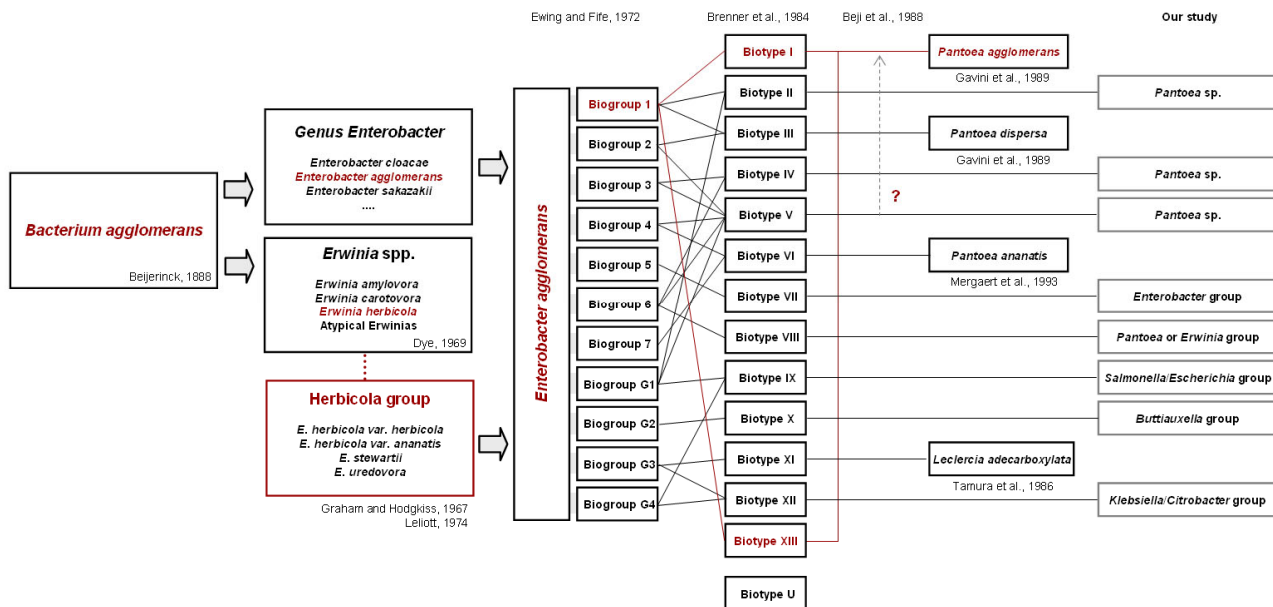 Ewing and Fife, 1972
Brenner et al., 1984
Beji et al., 1988
Our study
Bacterium agglomerans
Beijerinck, 1888
Genus Enterobacter
Enterobacter cloacae
Enterobacter agglomerans
Enterobacter sakazakii
....
Erwinia spp.
Erwinia amylovora
Erwinia carotovora
Erwinia herbicola
Atypical Erwinias
Dye, 1969
Herbicola group
E. herbicola var. herbicola
E. herbicola var. ananatis
E. stewartii
E. uredovora
Graham and Hodgkiss, 1967
Leliott, 1974
Enterobacter agglomerans
Biogroup 1
Biogroup 2
Biogroup 3
Biogroup 4
Biogroup 5
Biogroup 6
Biogroup 7
Biogroup G1
Biogroup G2
Biogroup G3
Biogroup G4
Biotype I
Biotype II
Biotype III
Biotype IV
Biotype V
Biotype VI
Biotype VII
Biotype VIII
Biotype IX
Biotype X
Biotype XI
Biotype XII
Biotype XIII
Biotype U
?
Pantoea agglomerans
Gavini et al., 1989
Pantoea dispersa
Gavini et al., 1989
Pantoea ananatis
Mergaert et al., 1993
Leclercia adecarboxylata
Tamura et al., 1986
Pantoea sp.
Pantoea sp.
Pantoea sp.
Enterobacter group
Pantoea or Erwinia group
Salmonella/Escherichia group
Buttiauxella group
Klebsiella/Citrobacter group